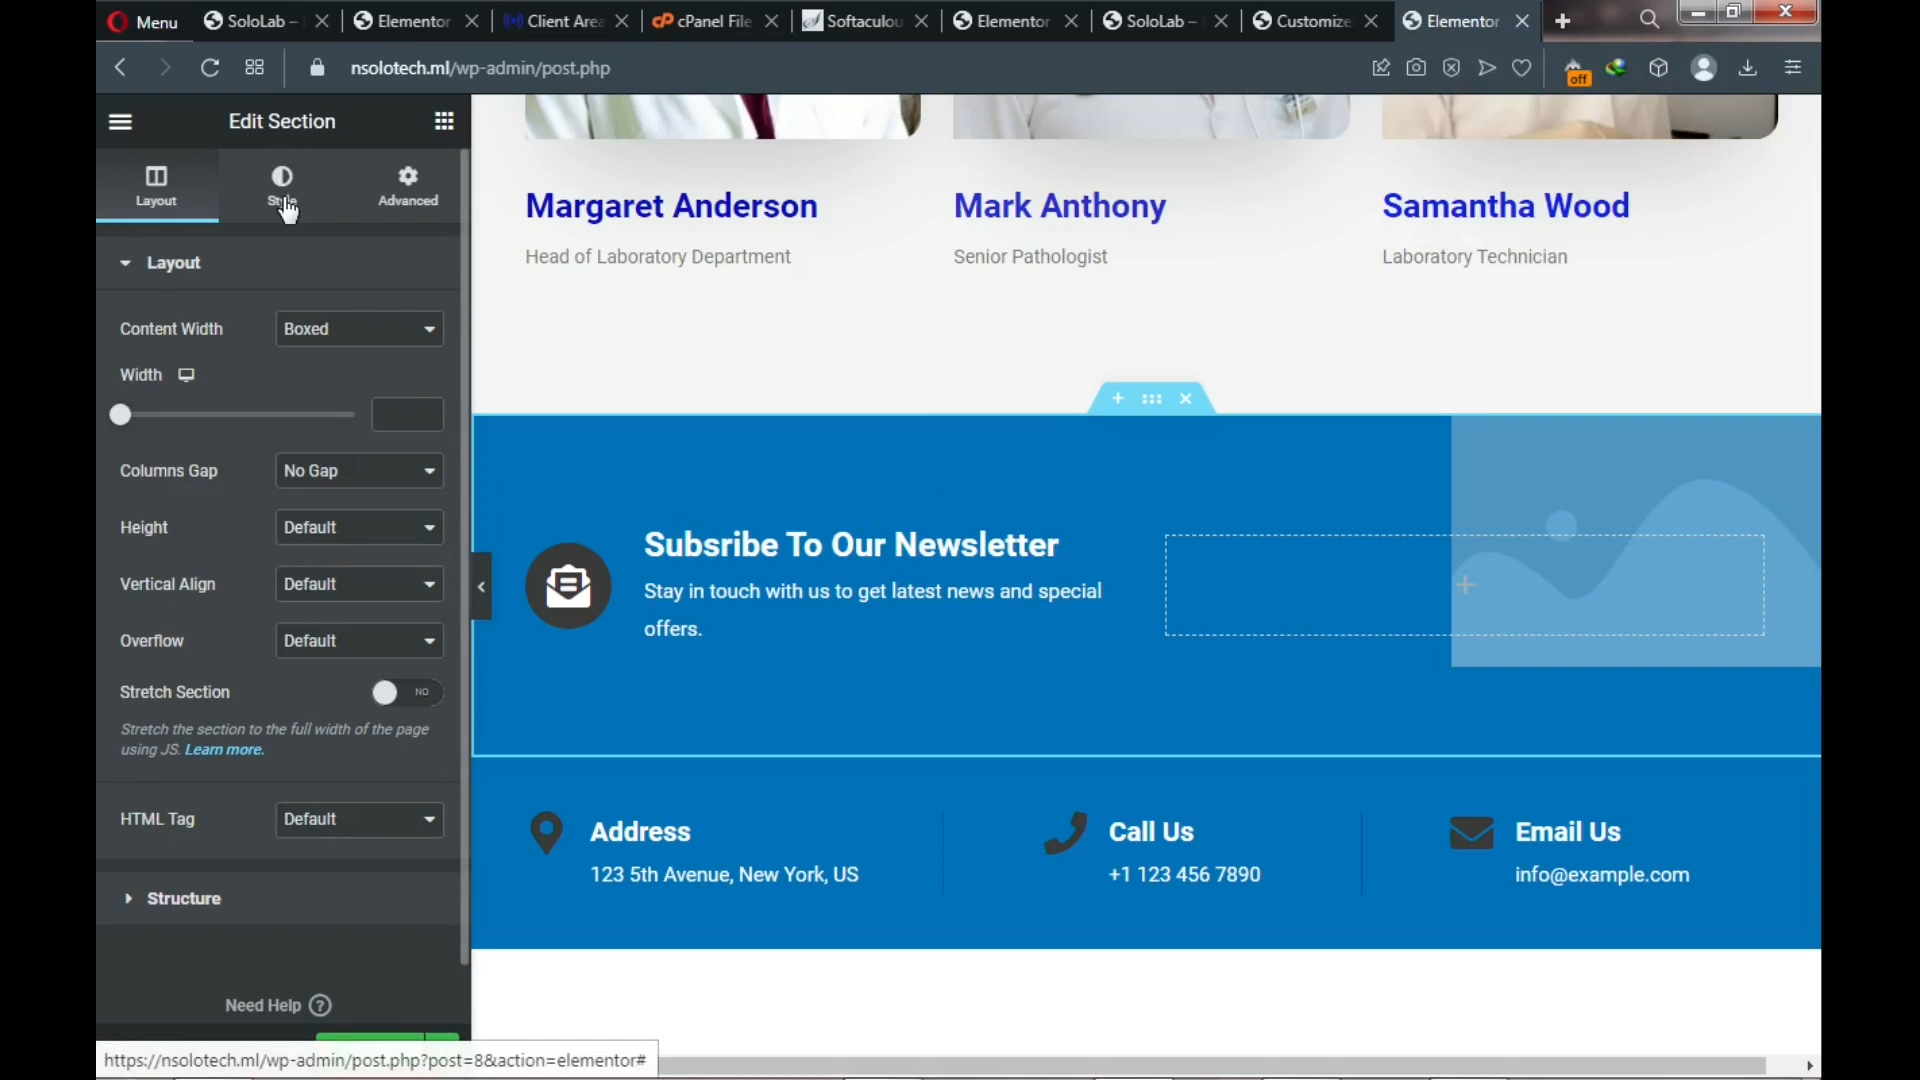 Menu
SoloLab –
Elementor
Client Area
cPanel File
Softaculou
Elementor
SoloLab –
Customize
Elementor
nsolotech.ml/wp-admin/post.php
off
Edit Section
Layout
Style
Advanced
Layout
Content Width
Boxed
Width
Columns Gap
No Gap
Height
Default
Vertical Align
Default
Overflow
Default
Stretch Section
NO
Stretch the section to the full width of the page
using JS. Learn more.
HTML Tag
Default
Structure
Need Help ?
https://nsolotech.ml/wp-admin/post.php?post=8&action=elementor#
Margaret Anderson
Head of Laboratory Department
Mark Anthony
Senior Pathologist
Samantha Wood
Laboratory Technician
Subsribe To Our Newsletter
Stay in touch with us to get latest news and special
offers.
Address
123 5th Avenue, New York, US
Call Us
+1 123 456 7890
Email Us
info@example.com